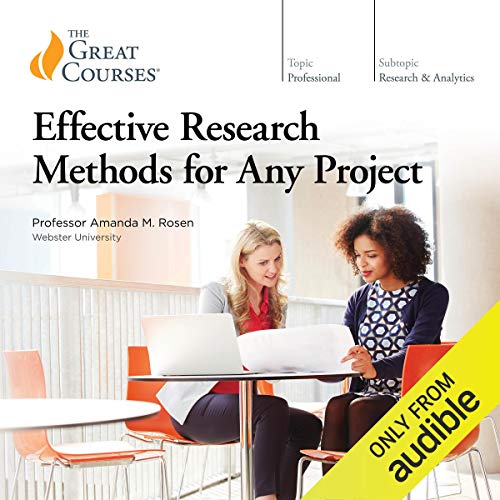 THE
GREAT
COURSES®
Topic
Professional
Subtopic
Research & Analytics
Effective Research
Methods for Any Project
Professor Amanda M. Rosen
Webster University
ONLY FROM
audible